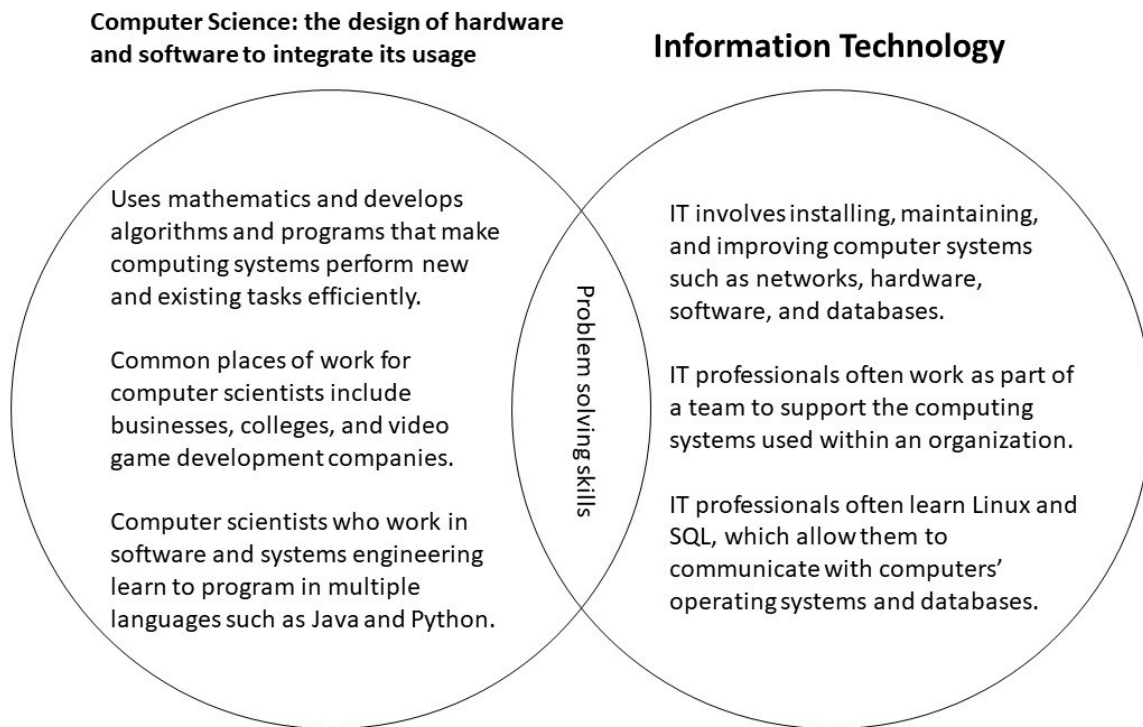 Computer Science: the design of hardware
and software to integrate its usage
Information Technology
Uses mathematics and develops
algorithms and programs that make
computing systems perform new
and existing tasks efficiently.
Common places of work for
computer scientists include
businesses, colleges, and video
game development companies.
Computer scientists who work in
software and systems engineering
learn to program in multiple
languages such as Java and Python.
Problem solving skills
IT involves installing, maintaining,
and improving computer systems
such as networks, hardware,
software, and databases.
IT professionals often work as part of
a team to support the computing
systems used within an organization.
IT professionals often learn Linux and
SQL, which allow them to
communicate with computers’
operating systems and databases.